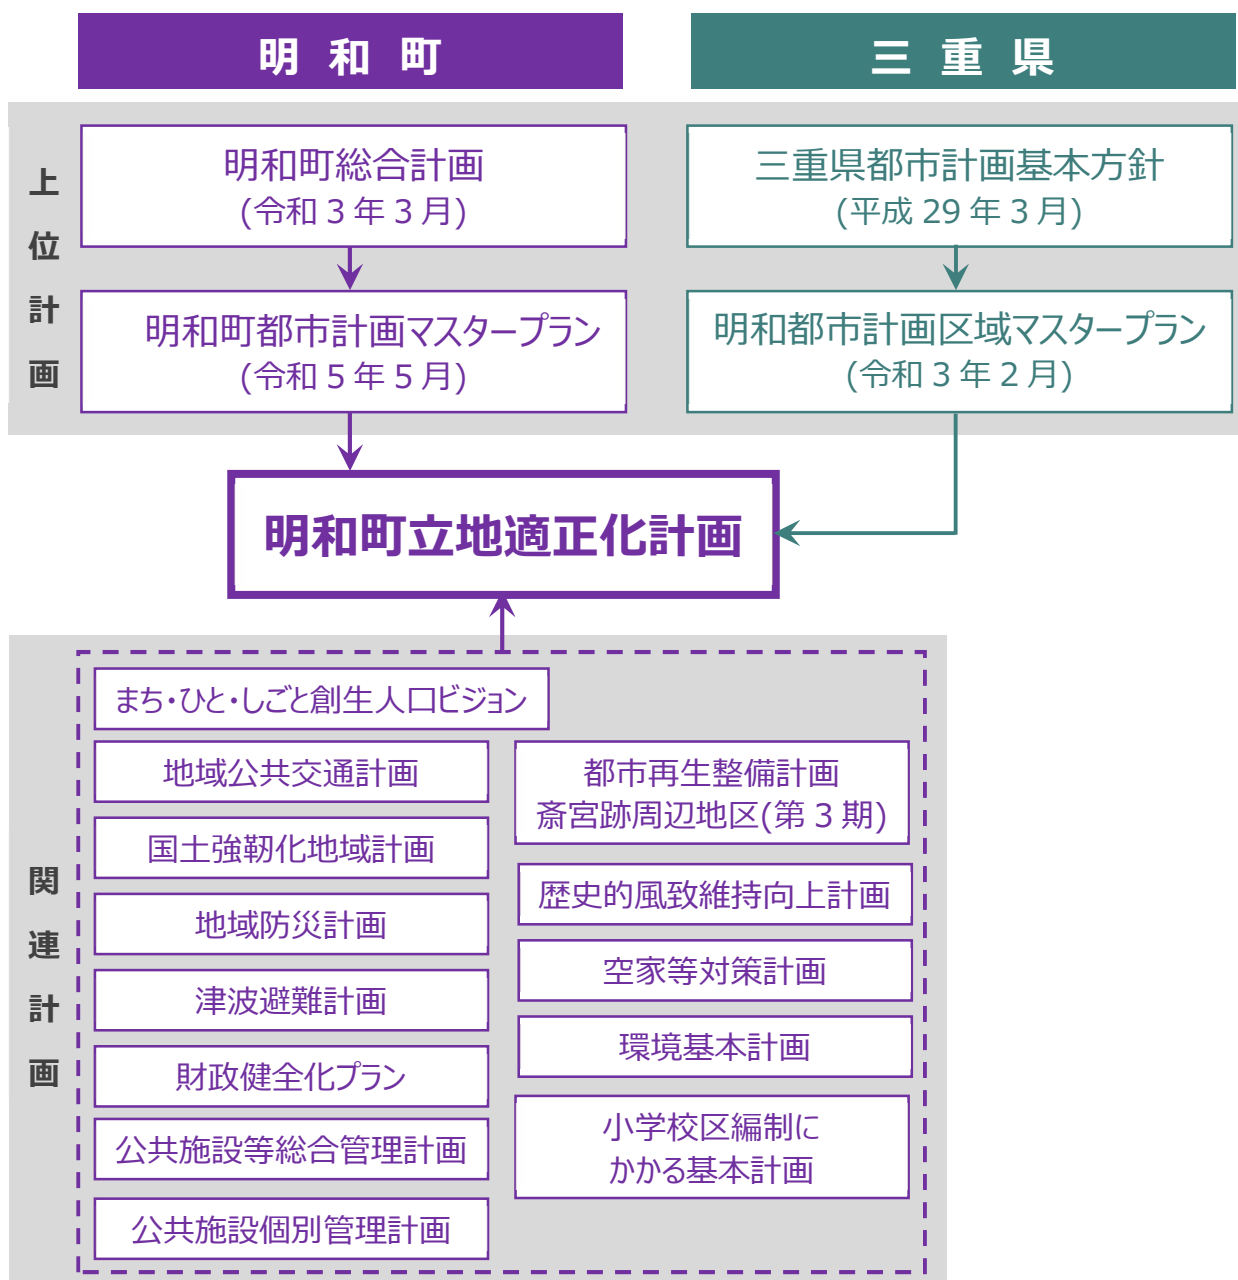 明和町
三重県
上位計画
明和町総合計画
(令和3年3月)
三重県都市計画基本方針
(平成29年3月)
明和町都市計画マスタープラン
(令和5年5月)
明和都市計画区域マスタープラン
(令和3年2月)
明和町立地適正化計画
関連計画
まち・ひと・しごと創生人口ビジョン
地域公共交通計画
国土強靭化地域計画
地域防災計画
津波避難計画
財政健全化プラン
公共施設等総合管理計画
公共施設個別管理計画
都市再生整備計画
斎宮跡周辺地区(第3期)
歴史的風致維持向上計画
空家等対策計画
環境基本計画
小学校区編制に
かかる基本計画